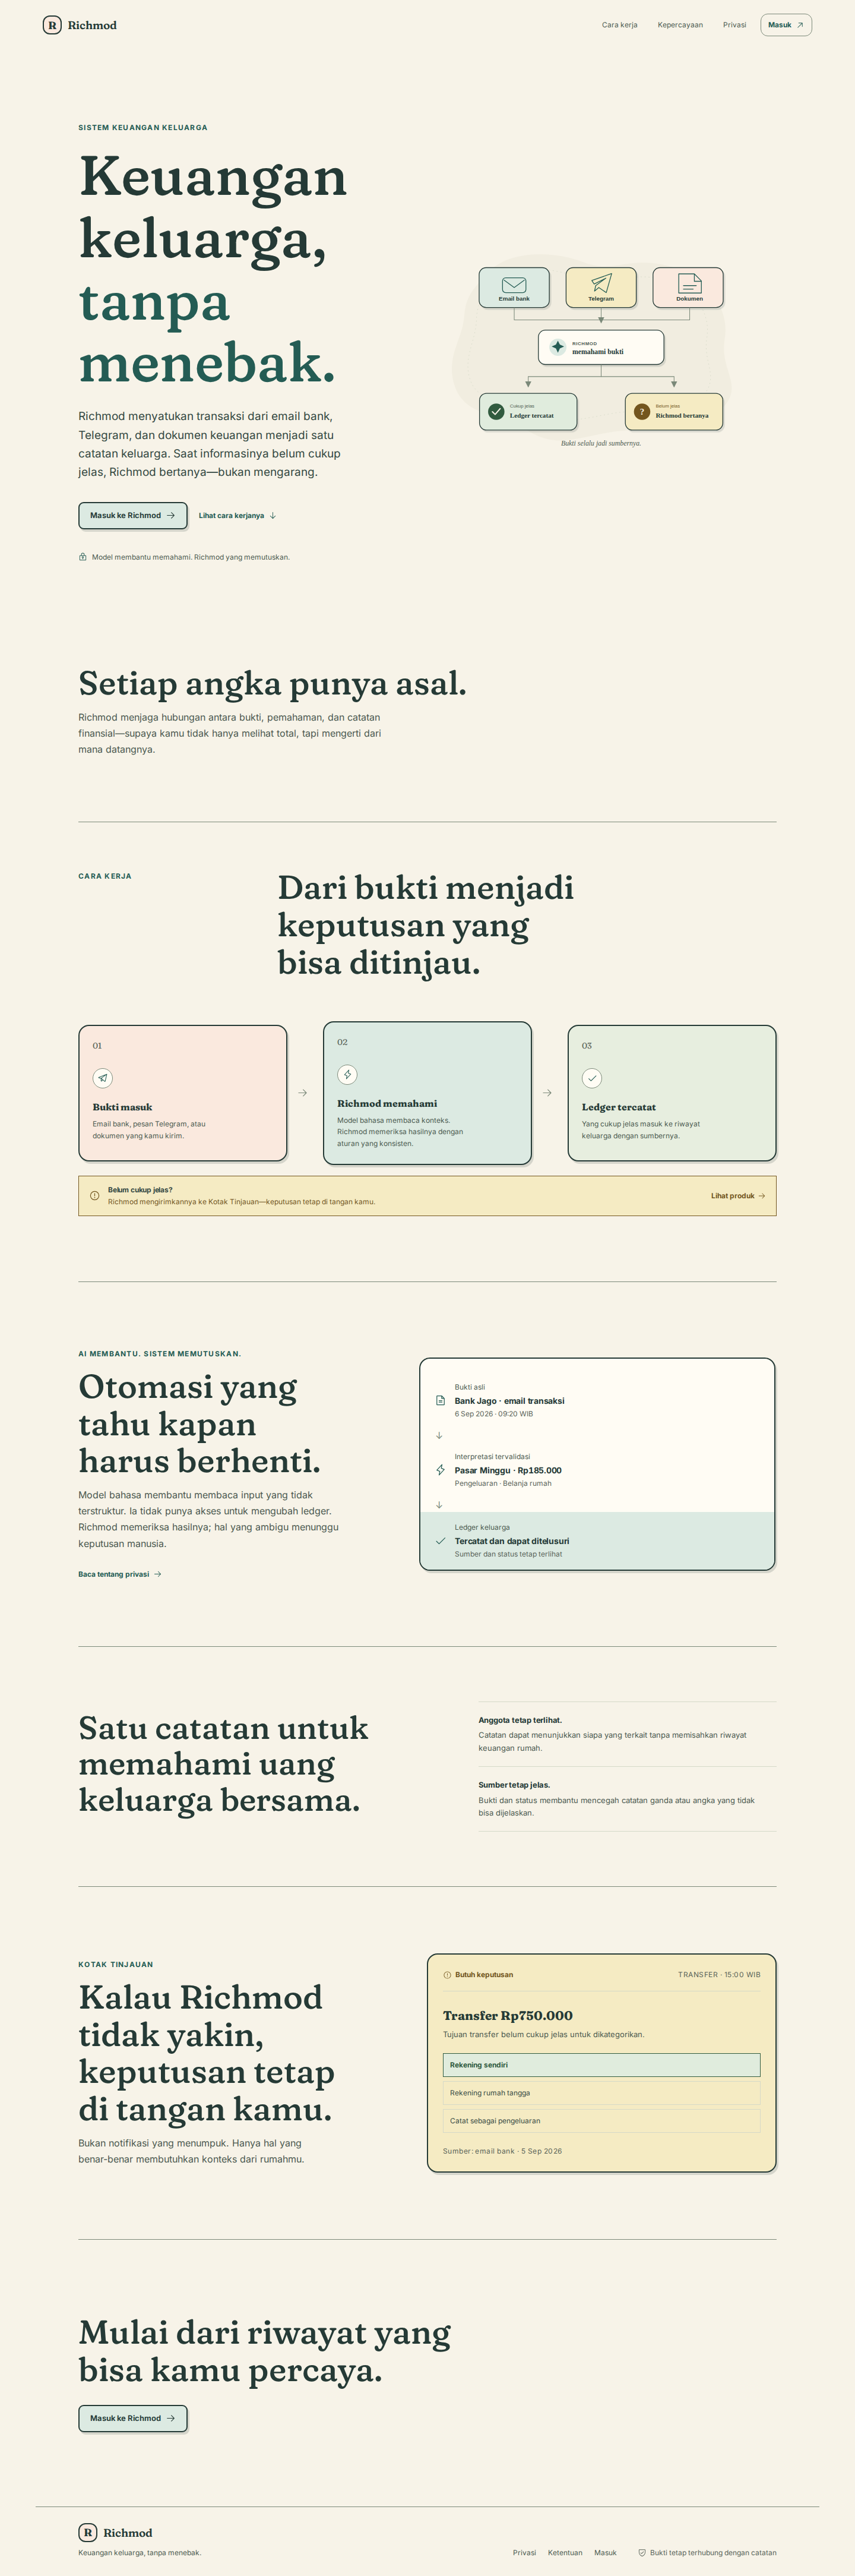 R Richmod
Cara kerja
Kepercayaan
Privasi
Masuk
SISTEM KEUANGAN KELUARGA
Keuangan
keluarga,
tanpa
menebak.
Richmod menyatukan transaksi dari email bank,
Telegram, dan dokumen keuangan menjadi satu
catatan keluarga. Saat informasinya belum cukup
jelas, Richmod bertanya—bukan mengarang.
Masuk ke Richmod
Lihat cara kerjanya
Model membantu memahami. Richmod yang memutuskan.
Email bank
Telegram
Dokumen
RICHMOD
memahami bukti
Cukup jelas
Ledger tercatat
?
Belum jelas
Richmod bertanya
Bukti selalu jadi sumbernya.
Setiap angka punya asal.
Richmod menjaga hubungan antara bukti, pemahaman, dan catatan
finansial—supaya kamu tidak hanya melihat total, tapi mengerti dari
mana datangnya.
CARA KERJA
Dari bukti menjadi
keputusan yang
bisa ditinjau.
01
Bukti masuk
Email bank, pesan Telegram, atau
dokumen yang kamu kirim.
02
Richmod memahami
Model bahasa membaca konteks.
Richmod memeriksa hasilnya dengan
aturan yang konsisten.
03
Ledger tercatat
Yang cukup jelas masuk ke riwayat
keluarga dengan sumbernya.
Belum cukup jelas?
Richmod mengirimkannya ke Kotak Tinjauan—keputusan tetap di tangan kamu.
Lihat produk
AI MEMBANTU. SISTEM MEMUTUSKAN.
Otomasi yang
tahu kapan
harus berhenti.
Model bahasa membantu membaca input yang tidak
terstruktur. Ia tidak punya akses untuk mengubah ledger.
Richmod memeriksa hasilnya; hal yang ambigu menunggu
keputusan manusia.
Baca tentang privasi
Bukti asli
Bank Jago · email transaksi
6 Sep 2026 · 09:20 WIB
Interpretasi tervalidasi
Pasar Minggu · Rp185.000
Pengeluaran · Belanja rumah
Ledger keluarga
Tercatat dan dapat ditelusuri
Sumber dan status tetap terlihat
Satu catatan untuk
memahami uang
keluarga bersama.
Anggota tetap terlihat.
Catatan dapat menunjukkan siapa yang terkait tanpa memisahkan riwayat
keuangan rumah.
Sumber tetap jelas.
Bukti dan status membantu mencegah catatan ganda atau angka yang tidak
bisa dijelaskan.
KOTAK TINJAUAN
Kalau Richmod
tidak yakin,
keputusan tetap
di tangan kamu.
Bukan notifikasi yang menumpuk. Hanya hal yang
benar-benar membutuhkan konteks dari rumahmu.
Butuh keputusan
TRANSFER · 15:00 WIB
Transfer Rp750.000
Tujuan transfer belum cukup jelas untuk dikategorikan.
Rekening sendiri
Rekening rumah tangga
Catat sebagai pengeluaran
Sumber: email bank · 5 Sep 2026
Mulai dari riwayat yang
bisa kamu percaya.
Masuk ke Richmod
R Richmod
Keuangan keluarga, tanpa menebak.
Privasi
Ketentuan
Masuk
Bukti tetap terhubung dengan catatan